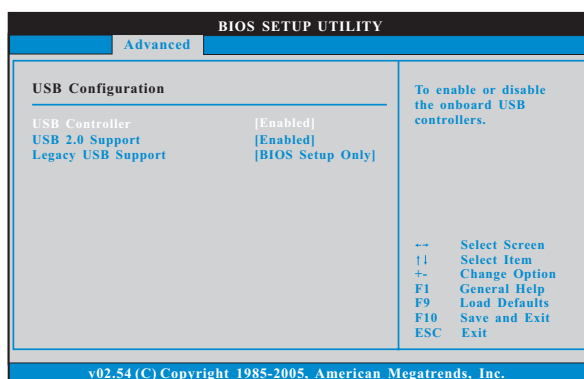 BIOS SETUP UTILITY
Advanced
USB Configuration
USB Controller [Enabled]
USB 2.0 Support [Enabled]
Legacy USB Support [BIOS Setup Only]
To enable or disable
the onboard USB
controllers.
←→ Select Screen
↑↓ Select Item
+- Change Option
F1 General Help
F9 Load Defaults
F10 Save and Exit
ESC Exit
v02.54 (C) Copyright 1985-2005, American Megatrends, Inc.